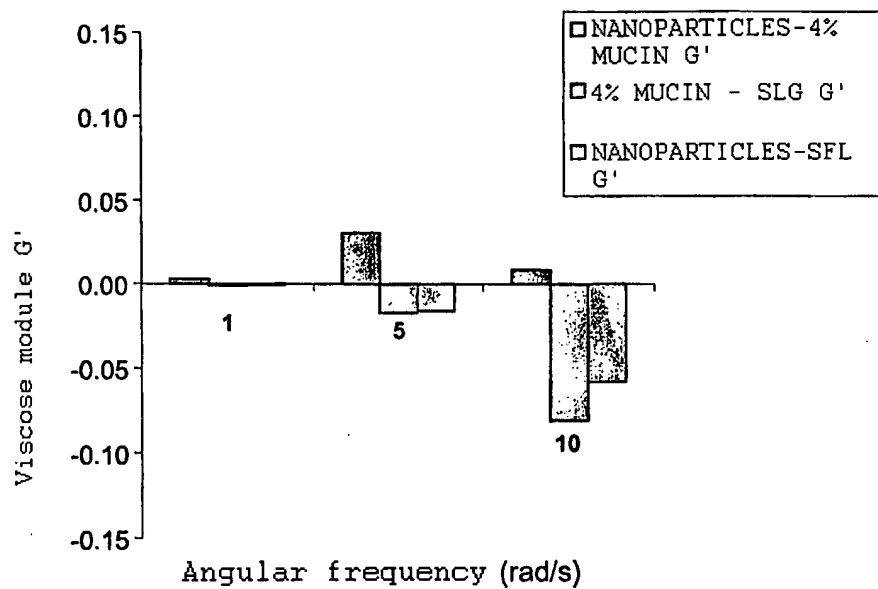 NANOPARTICLES-4%
MUCIN G'
4% MUCIN - SLG G'
NANOPARTICLES-SFL
G'
Viscose module G'
0.15
0.10
0.05
0.00
-0.05
-0.10
-0.15
1
5
10
Angular frequency (rad/s)